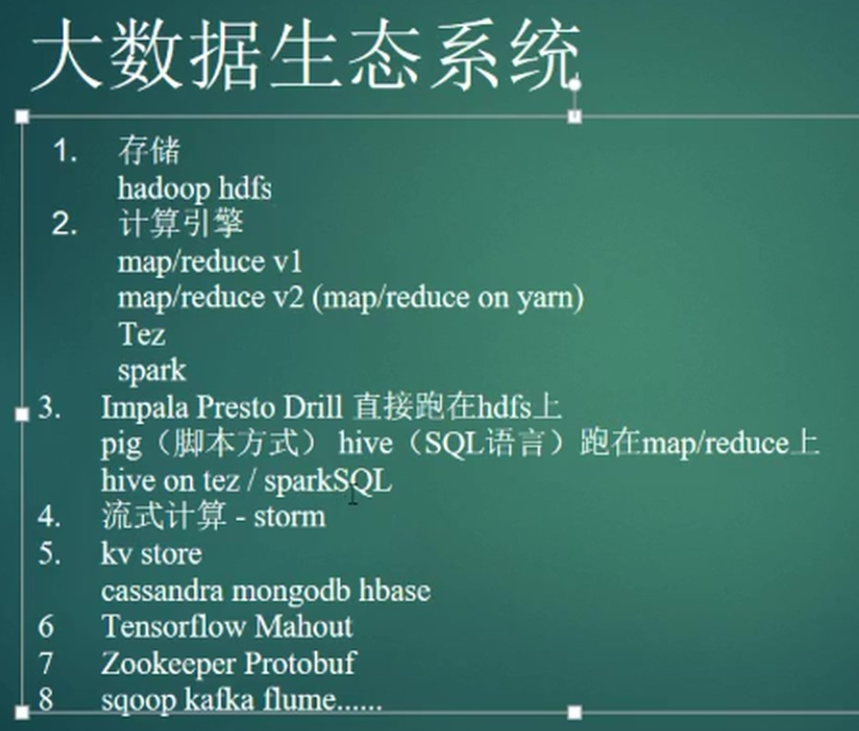 大数据生态系统
1. 存储
hadoop hdfs
2. 计算引擎
map/reduce v1
map/reduce v2 (map/reduce on yarn)
Tez
spark
3. Impala Presto Drill 直接跑在hdfs上
pig（脚本方式） hive（SQL语言）跑在map/reduce上
hive on tez / sparkSQL
4. 流式计算 - storm
5. kv store
cassandra mongodb hbase
6 Tensorflow Mahout
7 Zookeeper Protobuf
8 sqoop kafka flume......